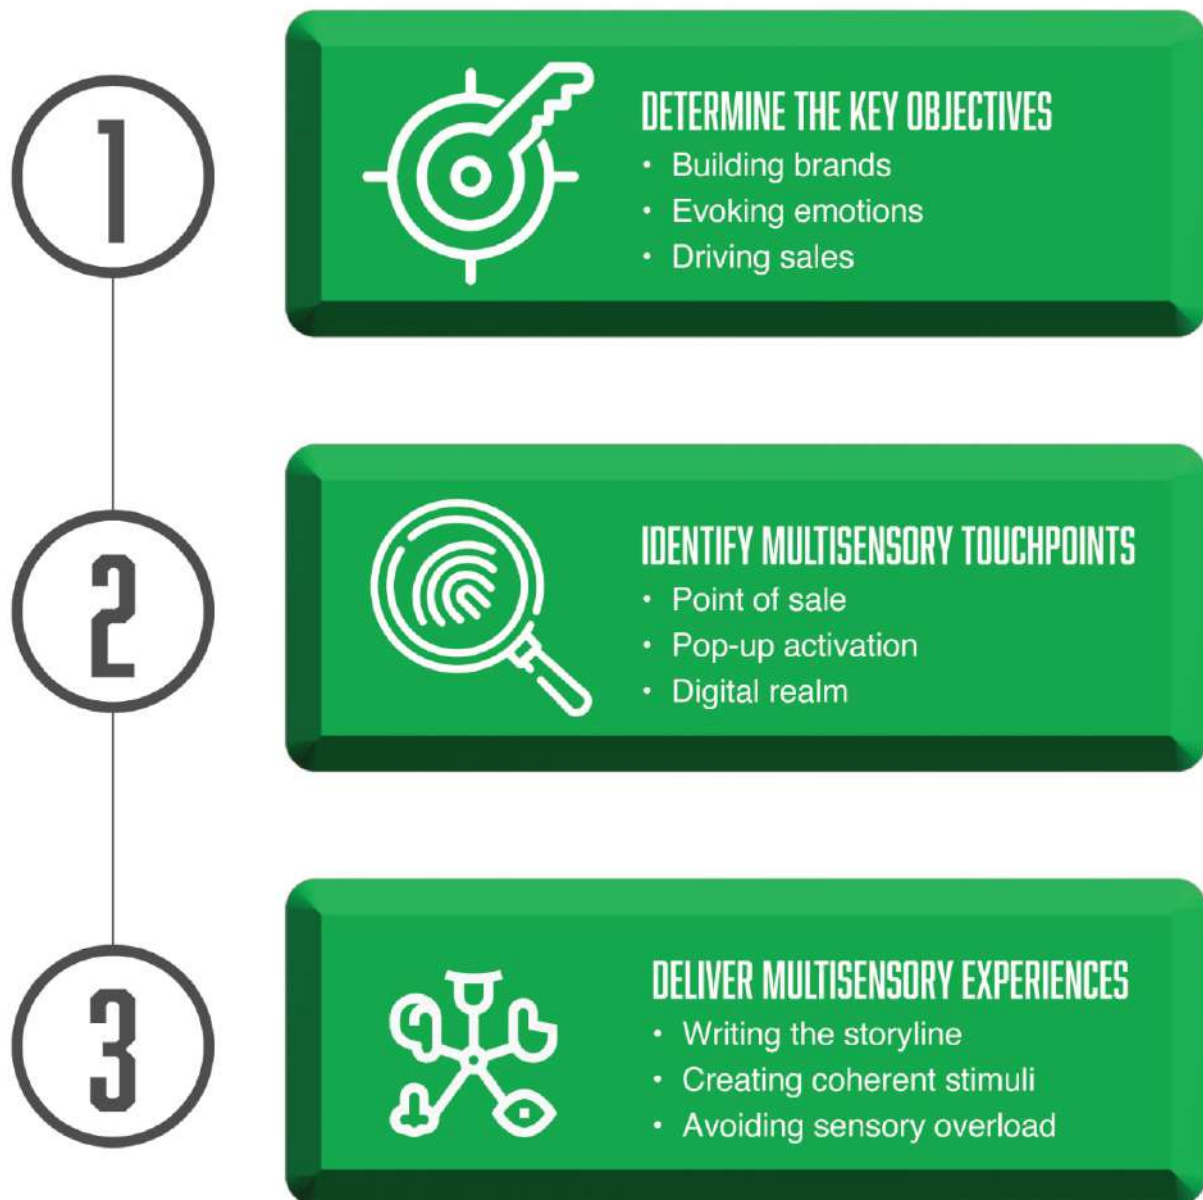 1
DETERMINE THE KEY OBJECTIVES
• Building brands
• Evoking emotions
• Driving sales
2
IDENTIFY MULTISENSORY TOUCHPOINTS
• Point of sale
• Pop-up activation
• Digital realm
3
DELIVER MULTISENSORY EXPERIENCES
• Writing the storyline
• Creating coherent stimuli
• Avoiding sensory overload